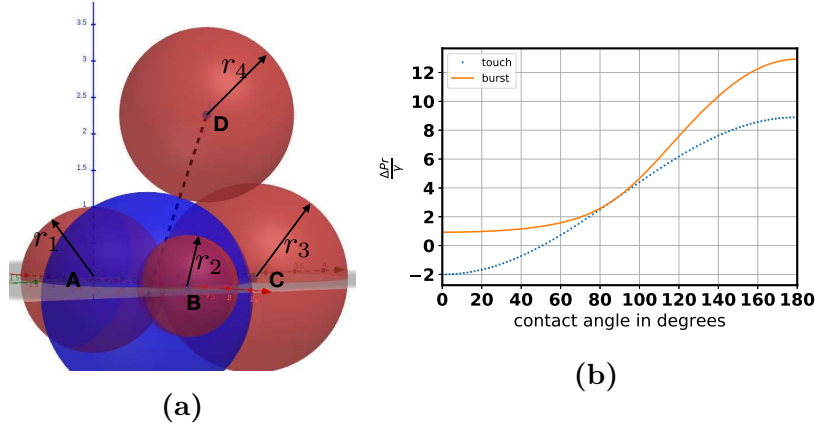 3.5
3
2.5
2
1.5
1
r₄
D
r₁
r₂
r₃
A
B
C
(a)
touch
burst
12
10
8
6
4
2
0
−2
ΔPr/γ
0 20 40 60 80 100 120 140 160 180
contact angle in degrees
(b)